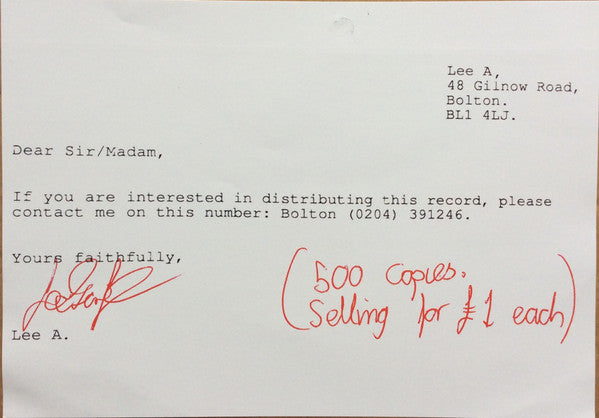 Lee A,
48 Gilnow Road,
Bolton.
BL1 4LJ.
Dear Sir/Madam,
If you are interested in distributing this record, please
contact me on this number: Bolton (0204) 391246.
Yours faithfully,
(500 Copies.
Selling for £1 each)
Lee A.